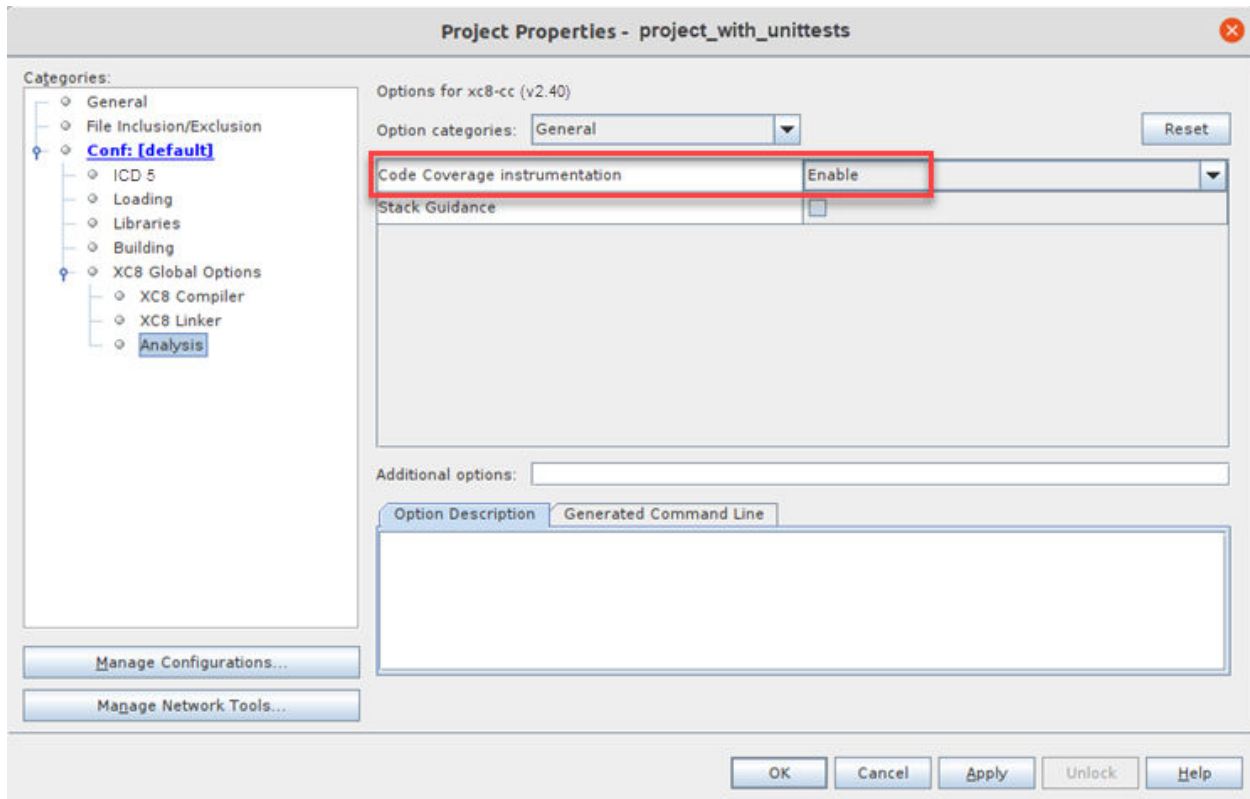 Project Properties - project_with_unittests
Categories:
General
File Inclusion/Exclusion
Conf: [default]
ICD 5
Loading
Libraries
Building
XC8 Global Options
XC8 Compiler
XC8 Linker
Analysis
Manage Configurations...
Manage Network Tools...
Options for xc8-cc (v2.40)
Option categories: General Reset
Code Coverage instrumentation Enable
Stack Guidance
Additional options:
Option Description Generated Command Line
OK Cancel Apply Unlock Help